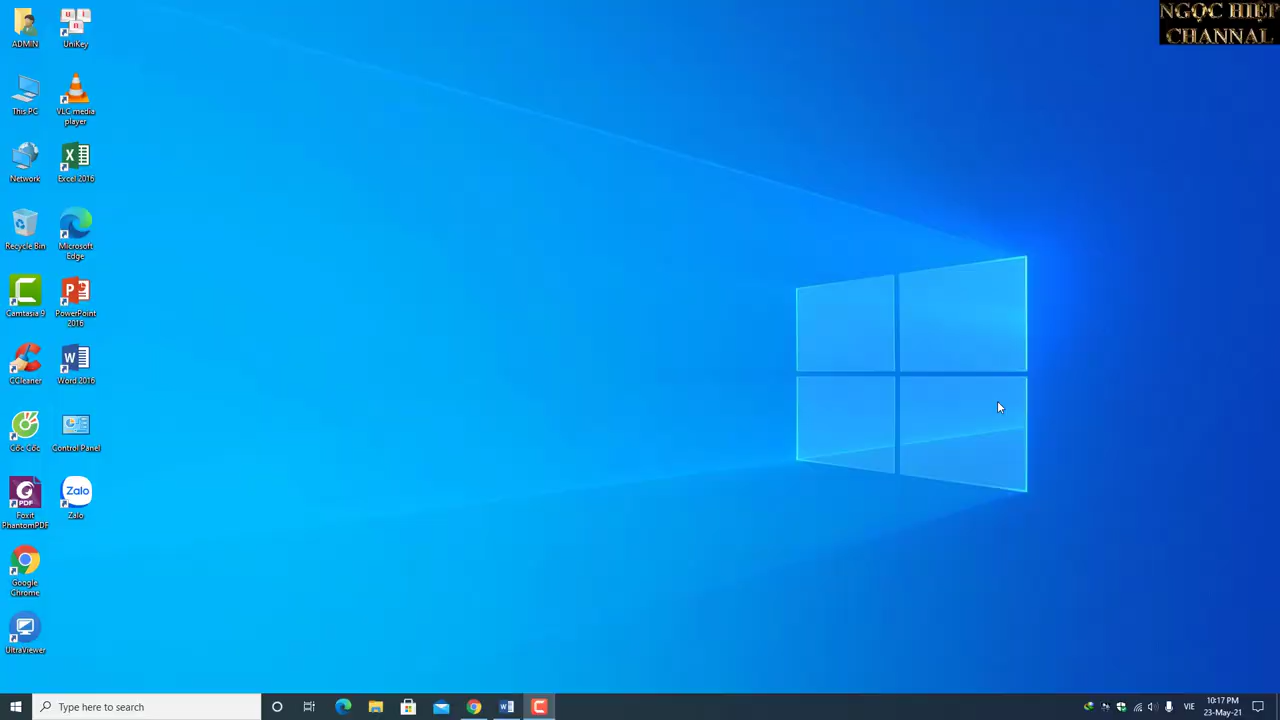 NGỌC HIỆP
CHANNAL
ADMIN
UniKey
This PC
VLC media
player
Network
Excel 2016
Recycle Bin
Microsoft
Edge
Camtasia 9
PowerPoint
2016
CCleaner
Word 2016
Cốc Cốc
Control Panel
PDF
Foxit
PhantomPDF
Zalo
Zalo
Google
Chrome
UltraViewer
Type here to search
VIE
10:17 PM
23-May-21